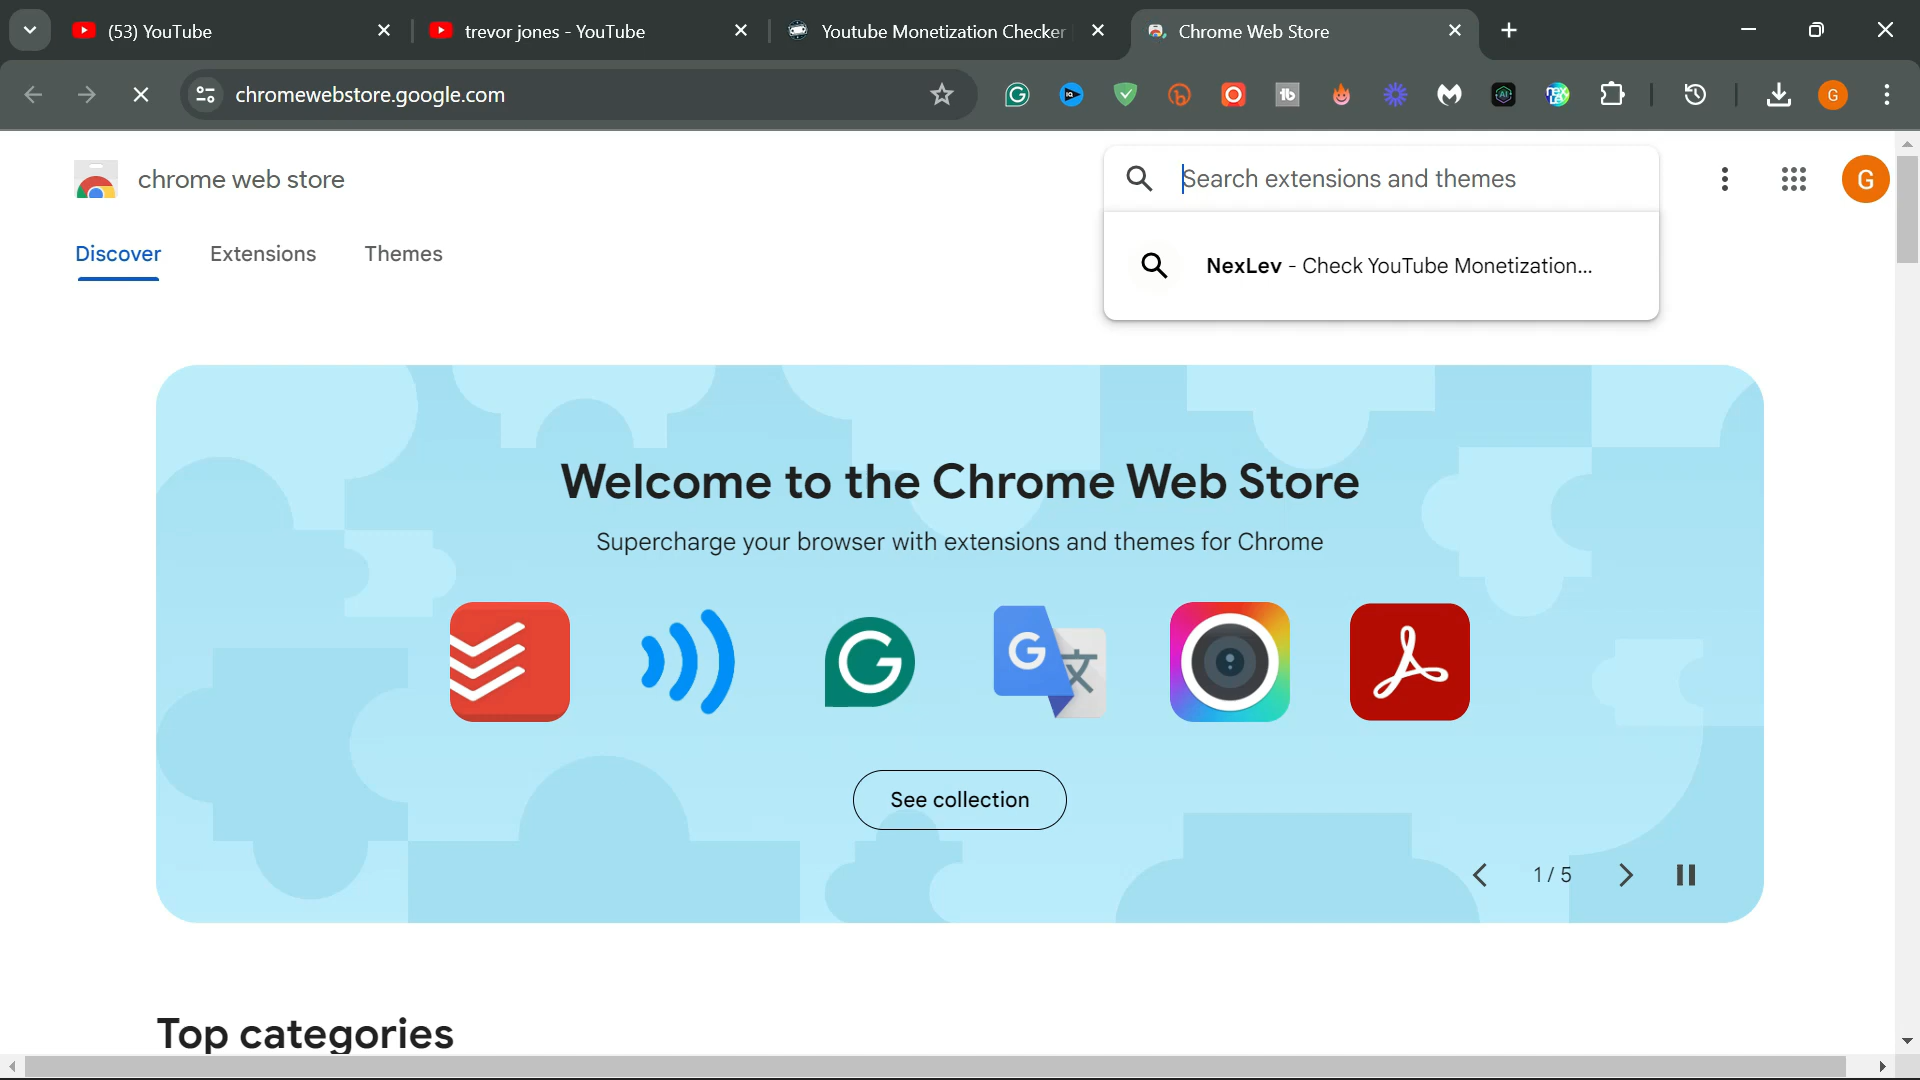 (53) YouTube
trevor jones - YouTube
Youtube Monetization Checker
Chrome Web Store
chromewebstore.google.com
G
chrome web store
Search extensions and themes
G
Discover
Extensions
Themes
NexLev - Check YouTube Monetization...
Welcome to the Chrome Web Store
Supercharge your browser with extensions and themes for Chrome
See collection
1 / 5
Top categories